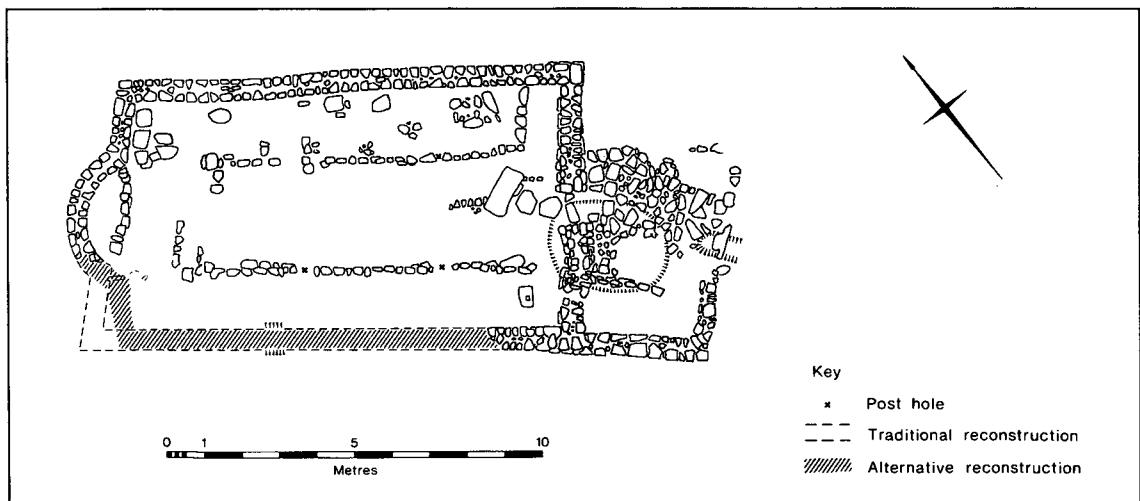 Key
× Post hole
Traditional reconstruction
Alternative reconstruction
0 1 5 10
Metres